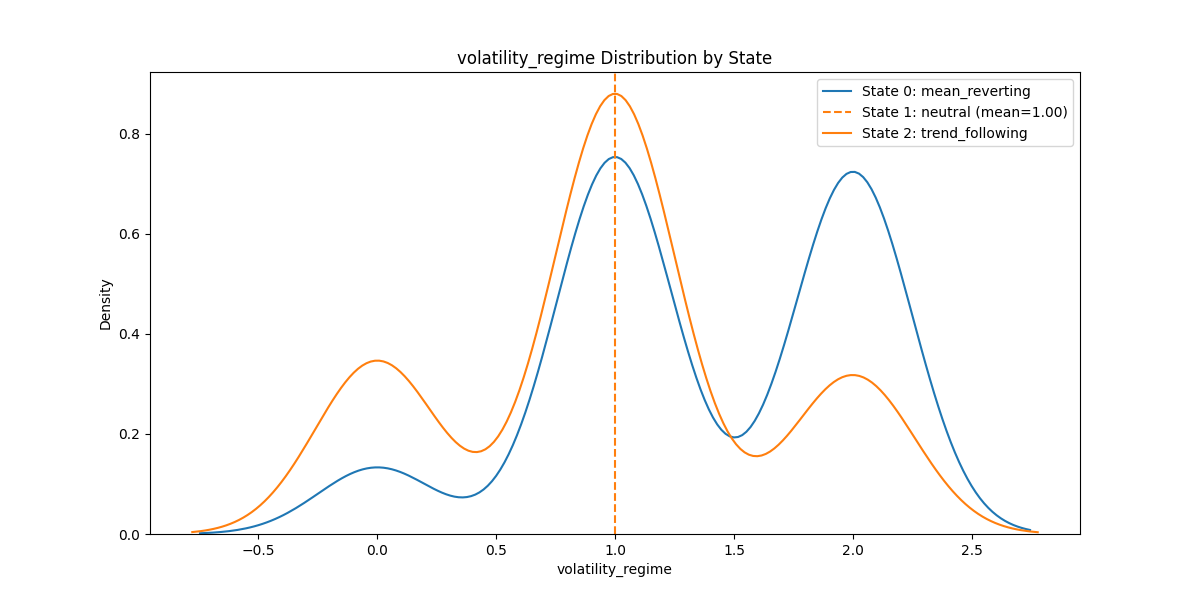 volatility_regime Distribution by State
State 0: mean_reverting
State 1: neutral (mean=1.00)
State 2: trend_following
Density
0.8
0.6
0.4
0.2
0.0
−0.5 0.0 0.5 1.0 1.5 2.0 2.5
volatility_regime